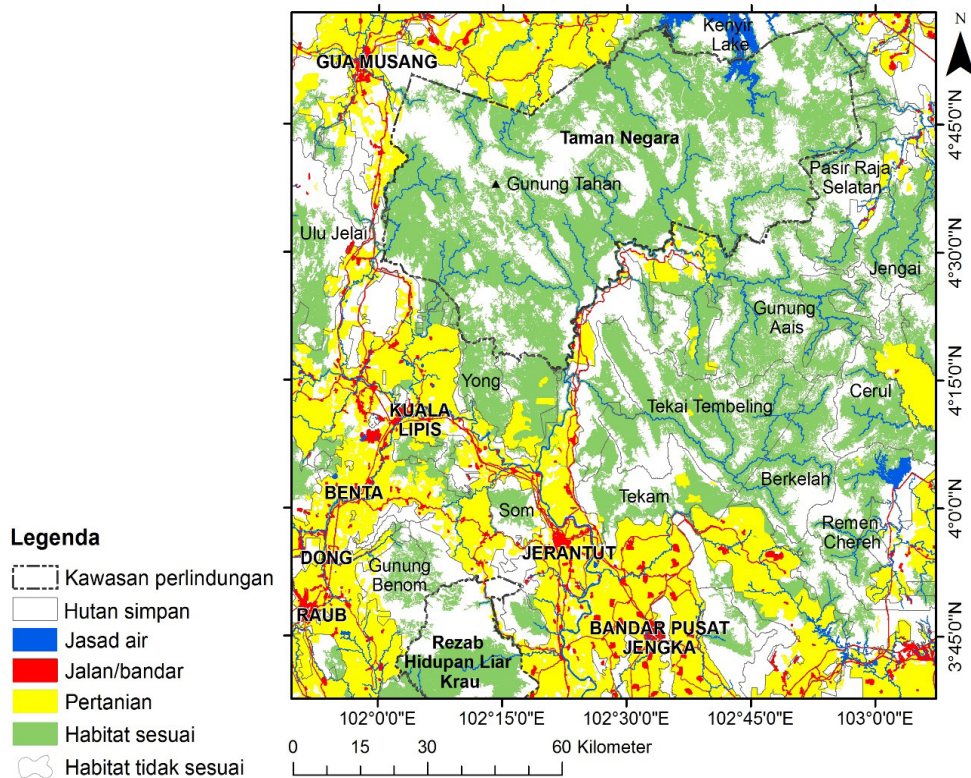 N
Kenyir
Lake
GUA MUSANG
4°45'0"N
Taman Negara
Pasir Raja
Selatan
Gunung Tahan
Ulu Jelai
4°30'0"N
Jengai
Gunung
Aais
4°15'0"N
Yong
Cerul
Tekai Tembeling
KUALA
LIPIS
Berkelah
BENTA
Tekam
Som
4°0'0"N
Remen
Chereh
Legenda
JERANTUT
DONG
Gunung
Benom
Kawasan perlindungan
Hutan simpan
RAUB
BANDAR PUSAT
JENGKA
3°45'0"N
Jasad air
Rezab
Hidupan Liar
Krau
Jalan/bandar
Pertanian
Habitat sesuai
Habitat tidak sesuai
102°0'0"E 102°15'0"E 102°30'0"E 102°45'0"E 103°0'0"E
0 15 30 60 Kilometer